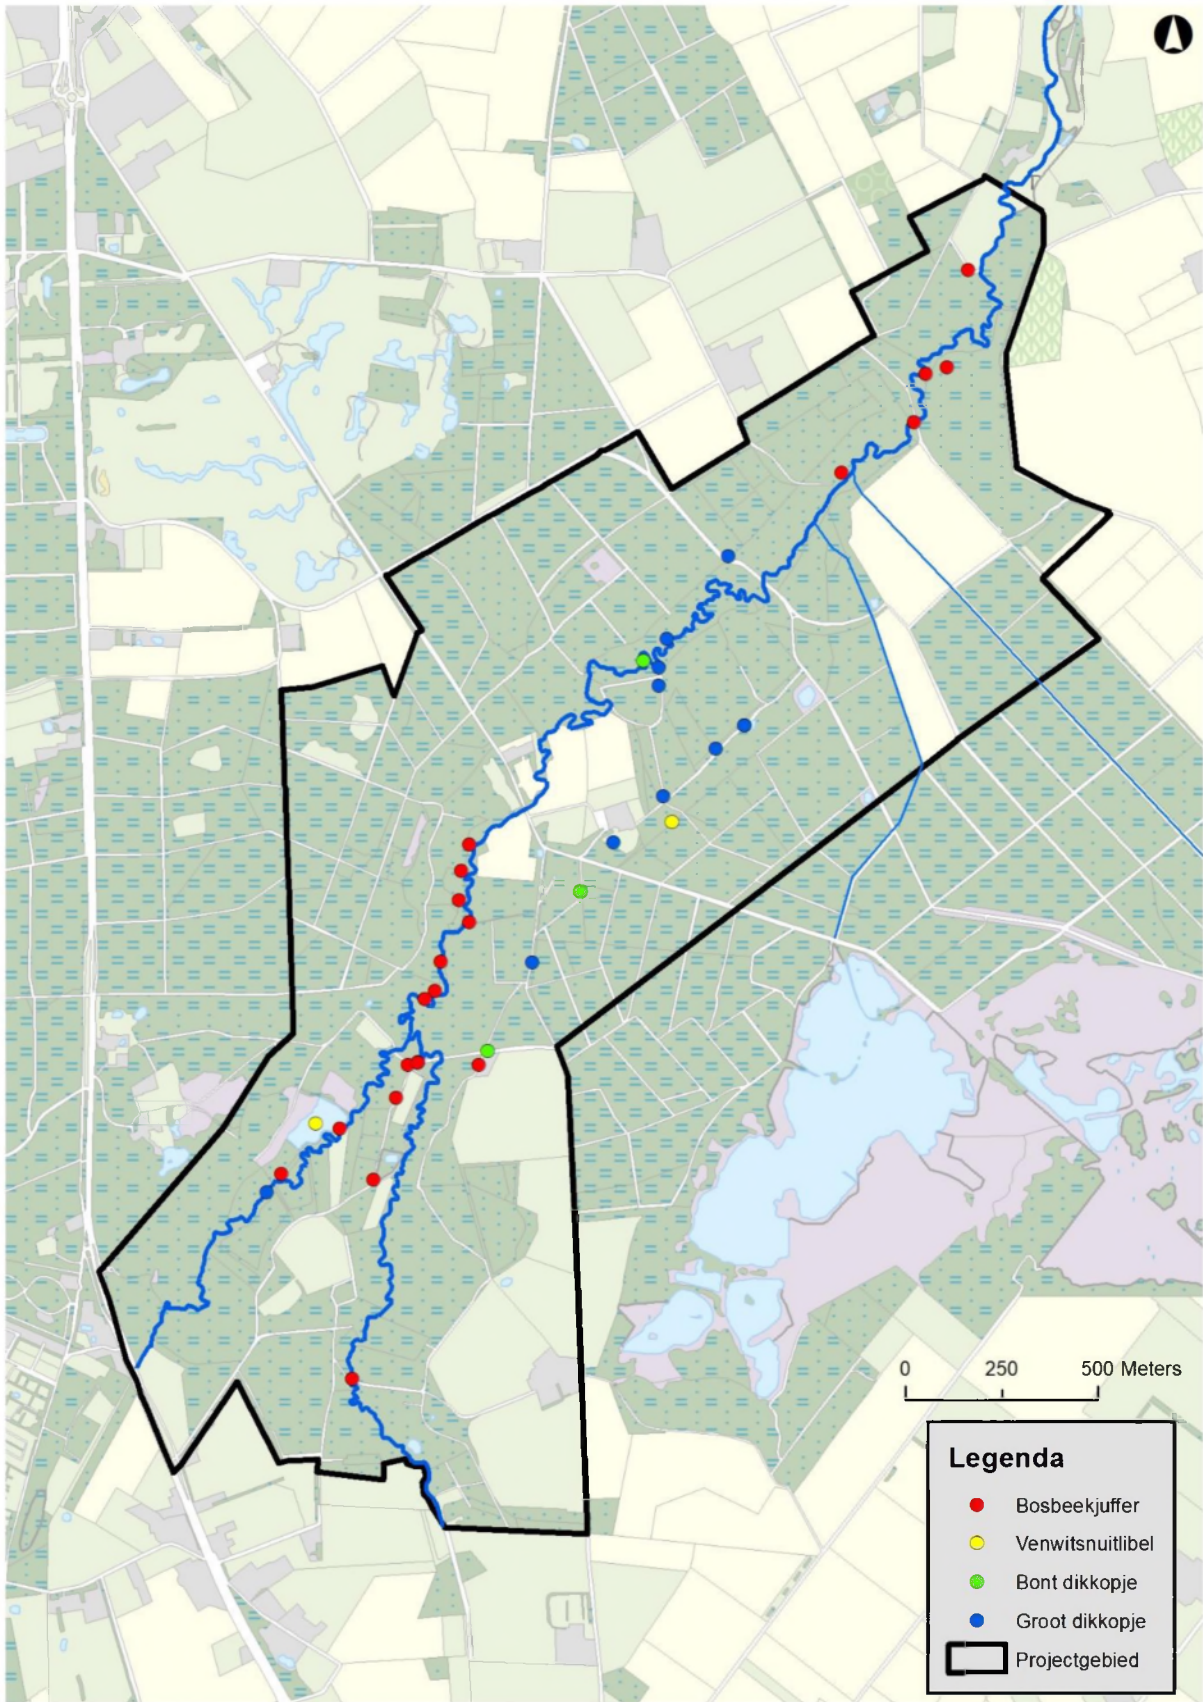 0 250 500 Meters
Legenda
Bosbeekjuffer
Venwitsnuitlibel
Bont dikkopje
Groot dikkopje
Projectgebied